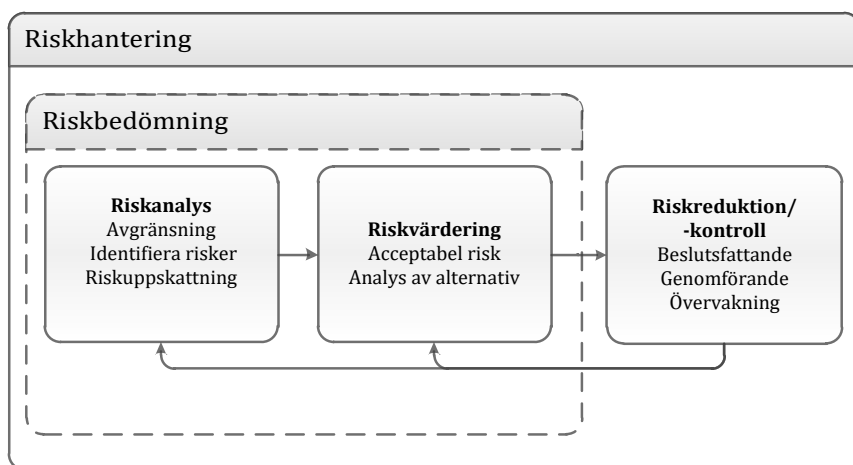 Riskhantering
Riskbedömning
Riskanalys
Avgränsning
Identifiera risker
Riskuppskattning
Riskvärdering
Acceptabel risk
Analys av alternativ
Riskreduktion/
-kontroll
Beslutsfattande
Genomförande
Övervakning